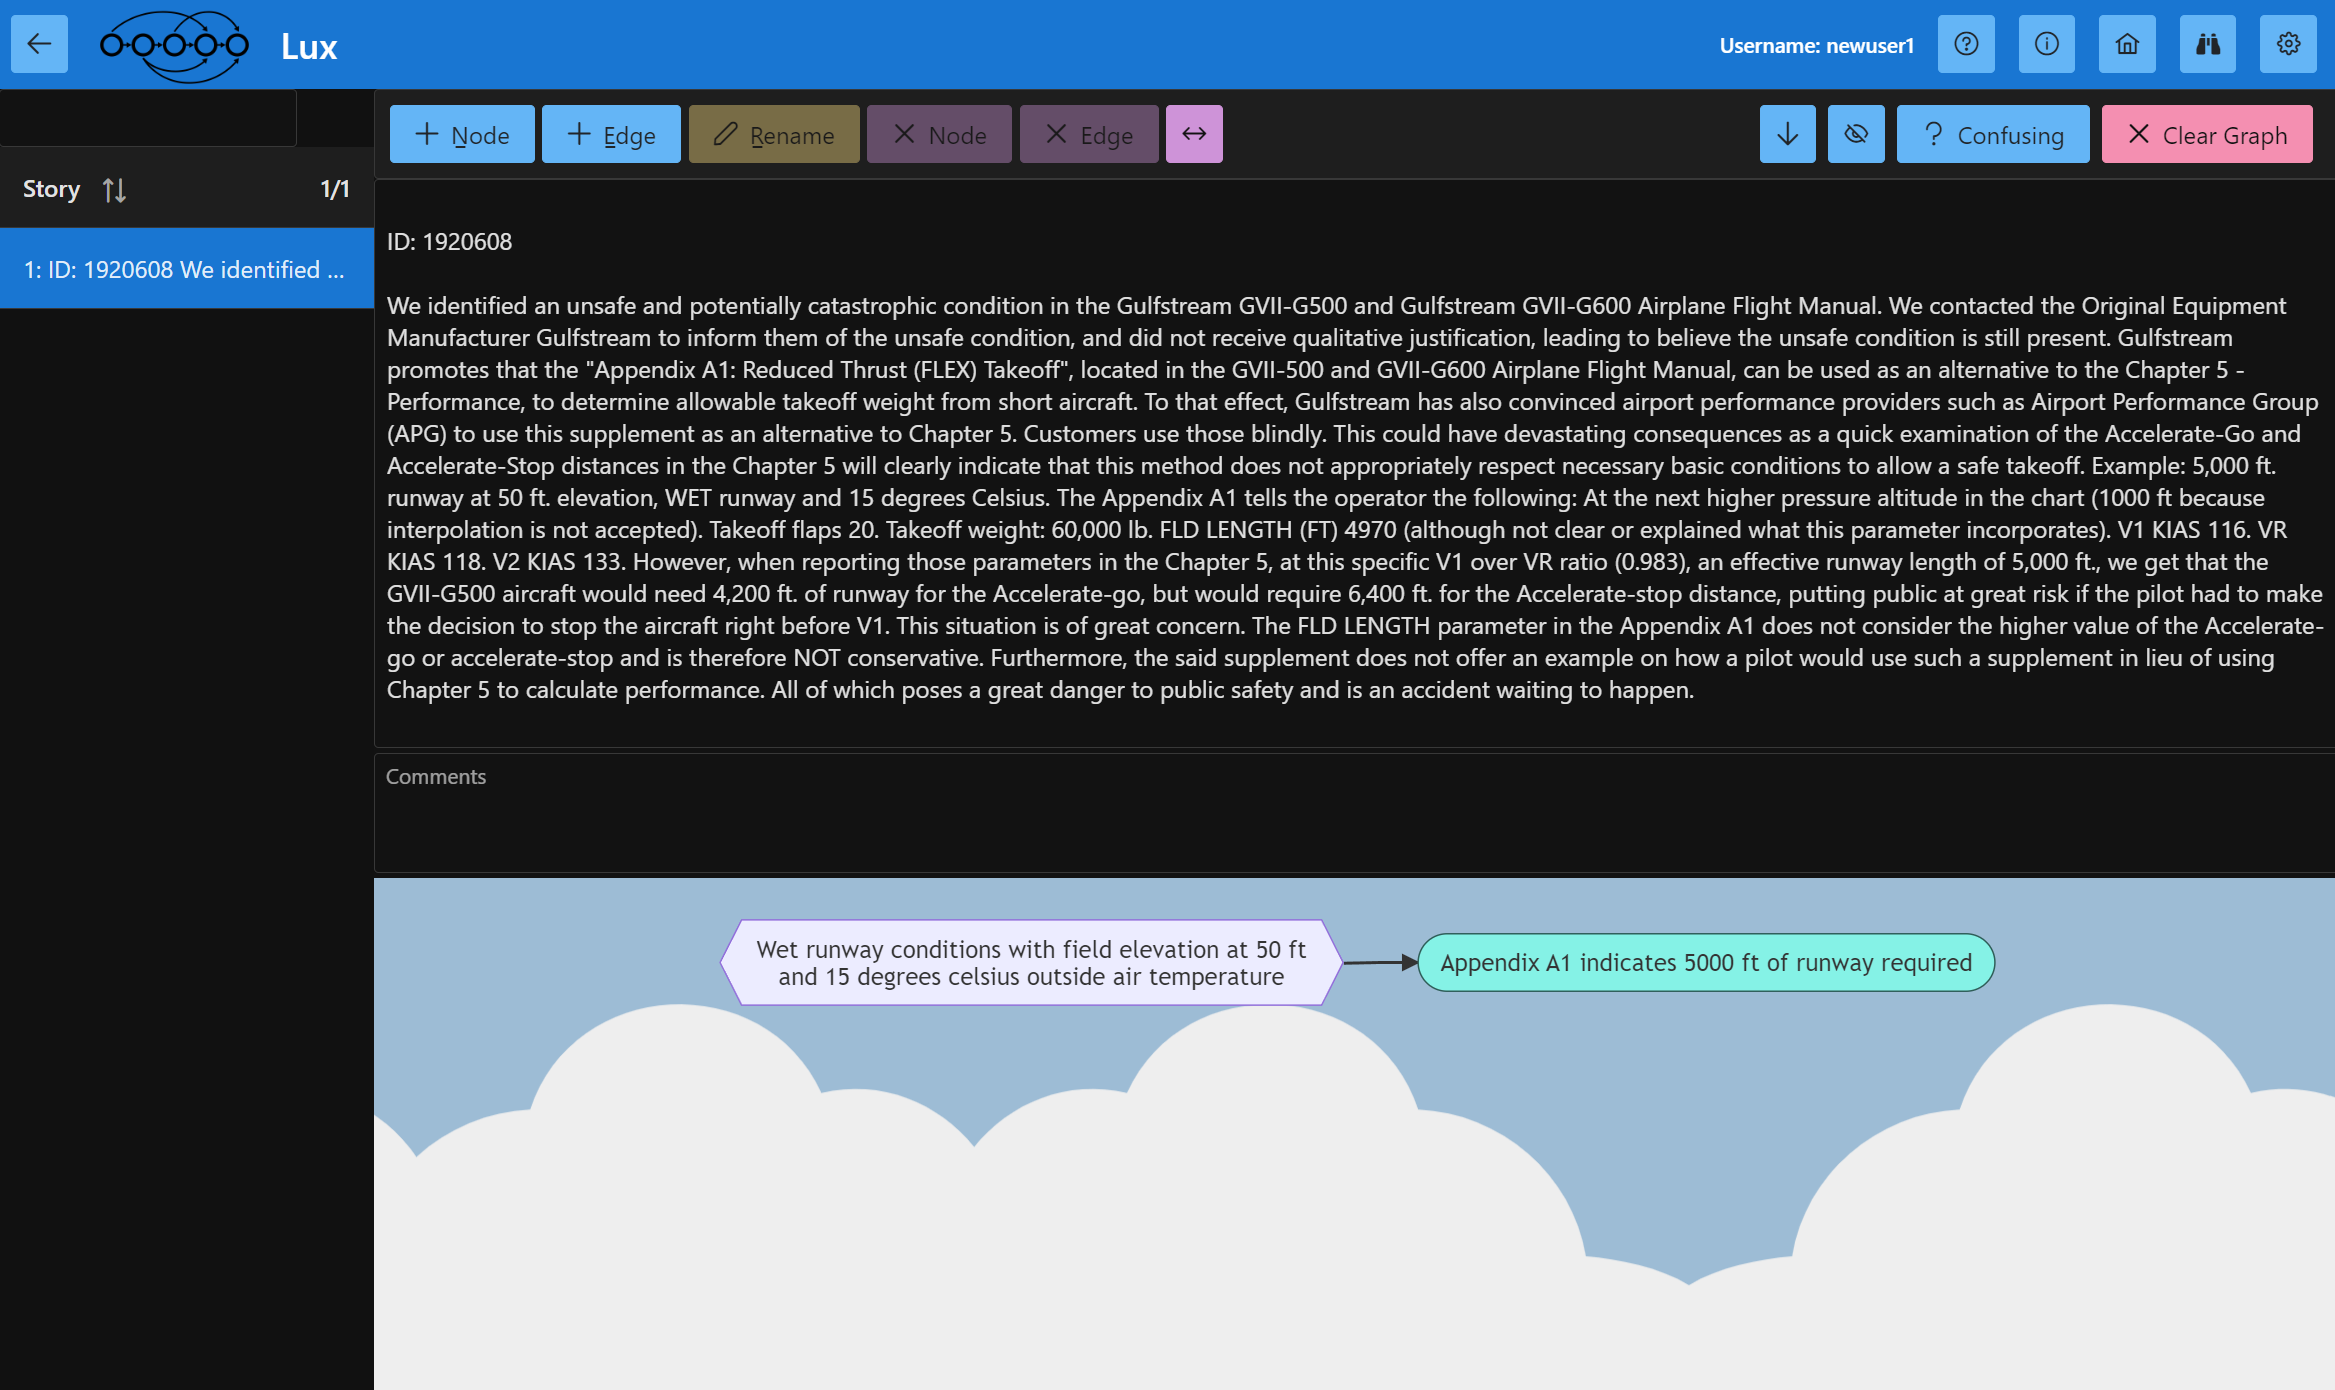 Lux
Username: newuser1
Node
Edge
Rename
Node
Edge
Confusing
Clear Graph
Story
1/1
1: ID: 1920608 We identified ...
ID: 1920608
We identified an unsafe and potentially catastrophic condition in the Gulfstream GVII-G500 and Gulfstream GVII-G600 Airplane Flight Manual. We contacted the Original Equipment
Manufacturer Gulfstream to inform them of the unsafe condition, and did not receive qualitative justification, leading to believe the unsafe condition is still present. Gulfstream
promotes that the "Appendix A1: Reduced Thrust (FLEX) Takeoff", located in the GVII-500 and GVII-G600 Airplane Flight Manual, can be used as an alternative to the Chapter 5 -
Performance, to determine allowable takeoff weight from short aircraft. To that effect, Gulfstream has also convinced airport performance providers such as Airport Performance Group
(APG) to use this supplement as an alternative to Chapter 5. Customers use those blindly. This could have devastating consequences as a quick examination of the Accelerate-Go and
Accelerate-Stop distances in the Chapter 5 will clearly indicate that this method does not appropriately respect necessary basic conditions to allow a safe takeoff. Example: 5,000 ft.
runway at 50 ft. elevation, WET runway and 15 degrees Celsius. The Appendix A1 tells the operator the following: At the next higher pressure altitude in the chart (1000 ft because
interpolation is not accepted). Takeoff flaps 20. Takeoff weight: 60,000 lb. FLD LENGTH (FT) 4970 (although not clear or explained what this parameter incorporates). V1 KIAS 116. VR
KIAS 118. V2 KIAS 133. However, when reporting those parameters in the Chapter 5, at this specific V1 over VR ratio (0.983), an effective runway length of 5,000 ft., we get that the
GVII-G500 aircraft would need 4,200 ft. of runway for the Accelerate-go, but would require 6,400 ft. for the Accelerate-stop distance, putting public at great risk if the pilot had to make
the decision to stop the aircraft right before V1. This situation is of great concern. The FLD LENGTH parameter in the Appendix A1 does not consider the higher value of the Accelerate-
go or accelerate-stop and is therefore NOT conservative. Furthermore, the said supplement does not offer an example on how a pilot would use such a supplement in lieu of using
Chapter 5 to calculate performance. All of which poses a great danger to public safety and is an accident waiting to happen.
Comments
Wet runway conditions with field elevation at 50 ft
and 15 degrees celsius outside air temperature
Appendix A1 indicates 5000 ft of runway required